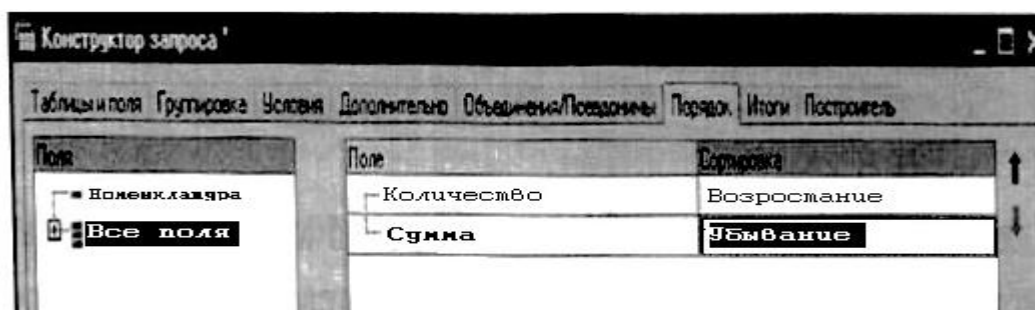 Конструктор запроса *
Таблицы и поля Группировка Условия Дополнительно Объединения/Псевдонимы Порядок Итоги Построитель
Поля
Поле Сортировка
Номенклатура
Количество Возростание
Все поля
Сумма Убывание